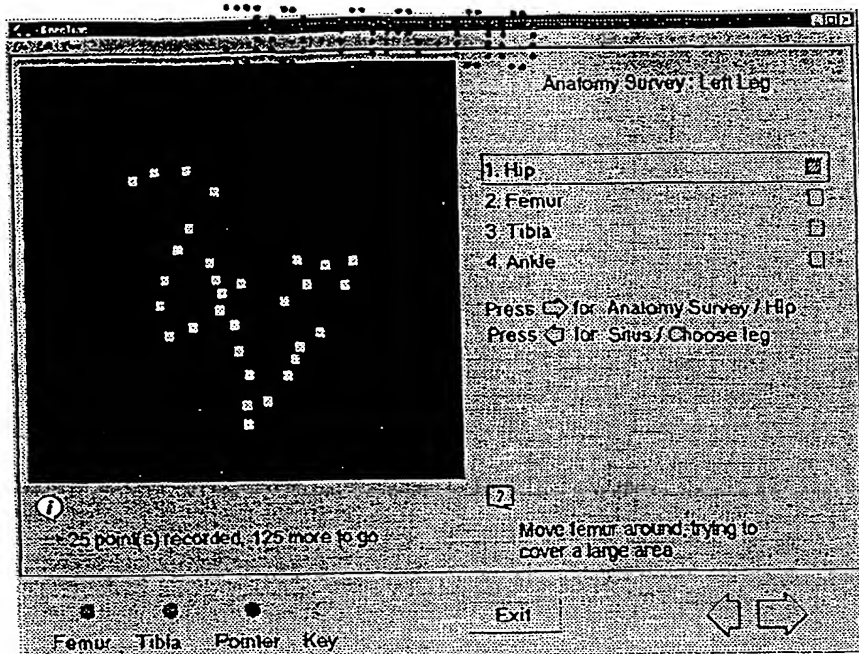 Anatomy Survey : Left Leg
1. Hip
2. Femur
3 Tibia
4. Ankle
Press for Anatomy Survey / Hip
Press for Situs / Choose leg
25 point(s) recorded, 125 more to go
?
Move femur around, trying to
cover a large area
Exit
Femur Tibia Pointer Key